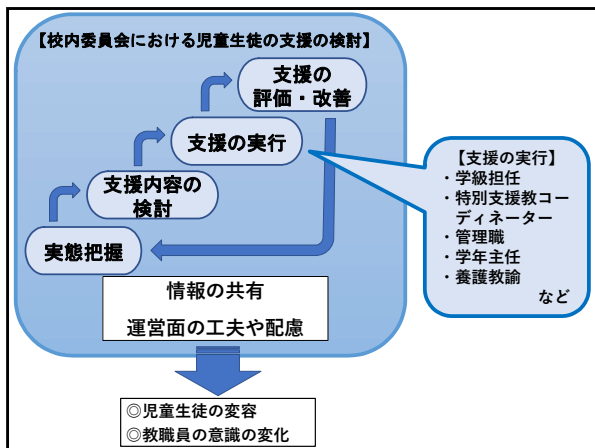 【校内委員会における児童生徒の支援の検討】
支援の
評価・改善
支援の実行
支援内容の
検討
実態把握
【支援の実行】
・学級担任
・特別支援教コー
ディネーター
・管理職
・学年主任
・養護教諭
など
情報の共有
運営面の工夫や配慮
◎児童生徒の変容
◎教職員の意識の変化